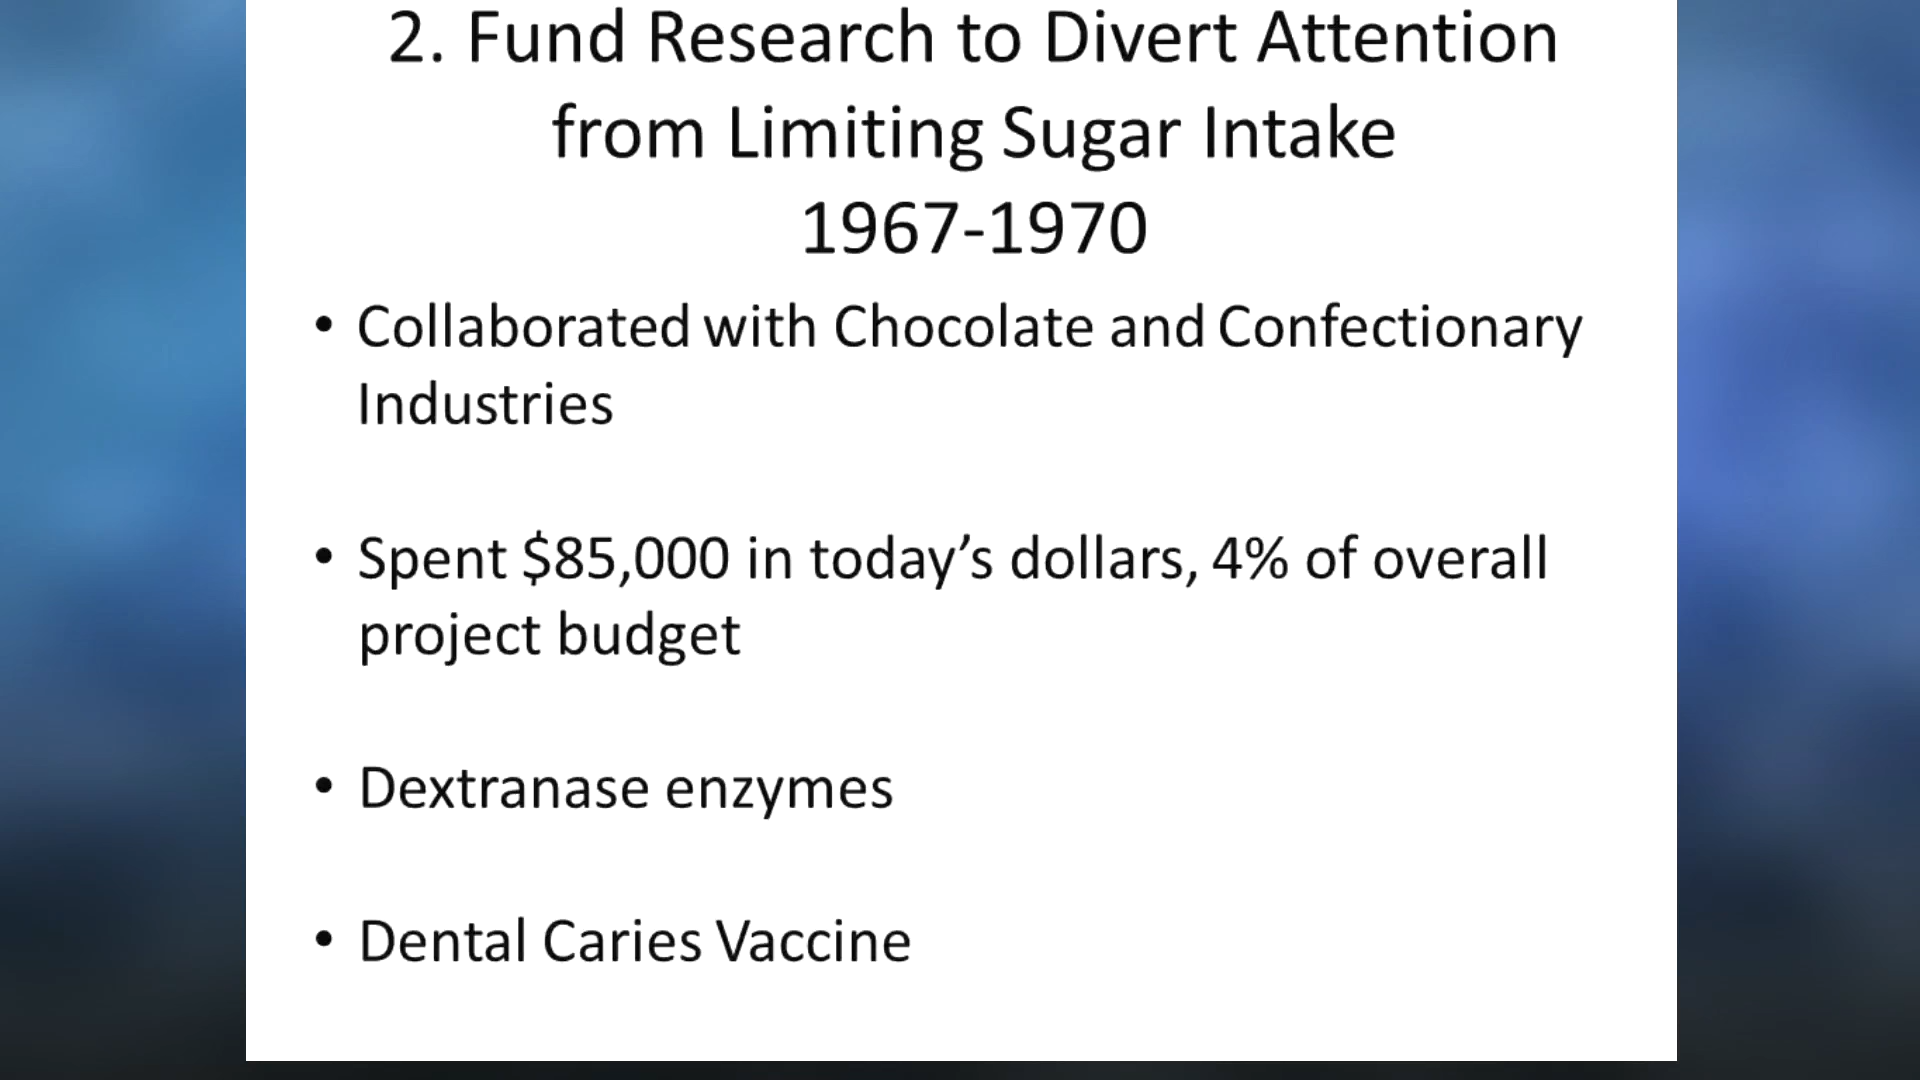 2. Fund Research to Divert Attention
from Limiting Sugar Intake
1967-1970
• Collaborated with Chocolate and Confectionary
Industries
• Spent $85,000 in today’s dollars, 4% of overall
project budget
• Dextranase enzymes
• Dental Caries Vaccine